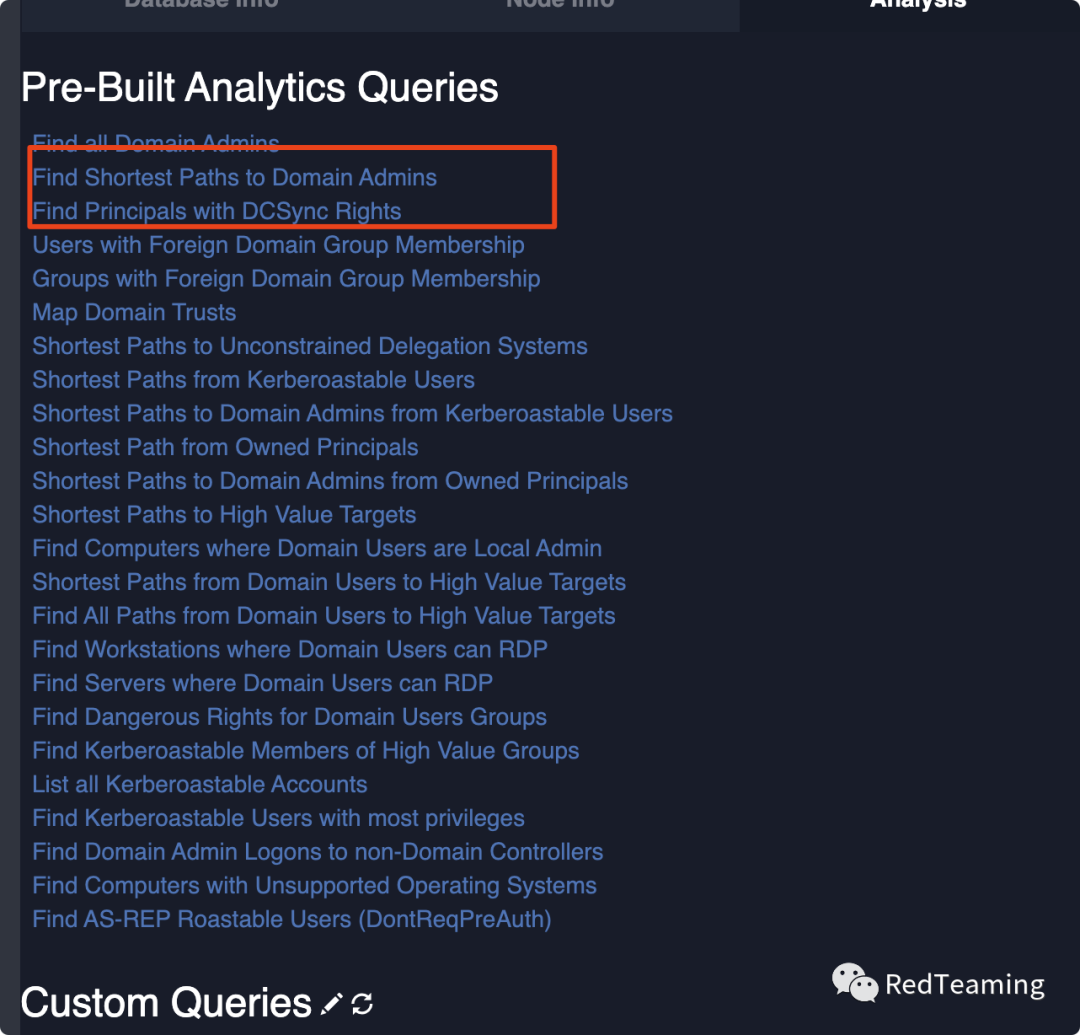 Database Info
Node Info
Analysis
Pre-Built Analytics Queries
Find all Domain Admins
Find Shortest Paths to Domain Admins
Find Principals with DCSync Rights
Users with Foreign Domain Group Membership
Groups with Foreign Domain Group Membership
Map Domain Trusts
Shortest Paths to Unconstrained Delegation Systems
Shortest Paths from Kerberoastable Users
Shortest Paths to Domain Admins from Kerberoastable Users
Shortest Path from Owned Principals
Shortest Paths to Domain Admins from Owned Principals
Shortest Paths to High Value Targets
Find Computers where Domain Users are Local Admin
Shortest Paths from Domain Users to High Value Targets
Find All Paths from Domain Users to High Value Targets
Find Workstations where Domain Users can RDP
Find Servers where Domain Users can RDP
Find Dangerous Rights for Domain Users Groups
Find Kerberoastable Members of High Value Groups
List all Kerberoastable Accounts
Find Kerberoastable Users with most privileges
Find Domain Admin Logons to non-Domain Controllers
Find Computers with Unsupported Operating Systems
Find AS-REP Roastable Users (DontReqPreAuth)
RedTeaming
Custom Queries